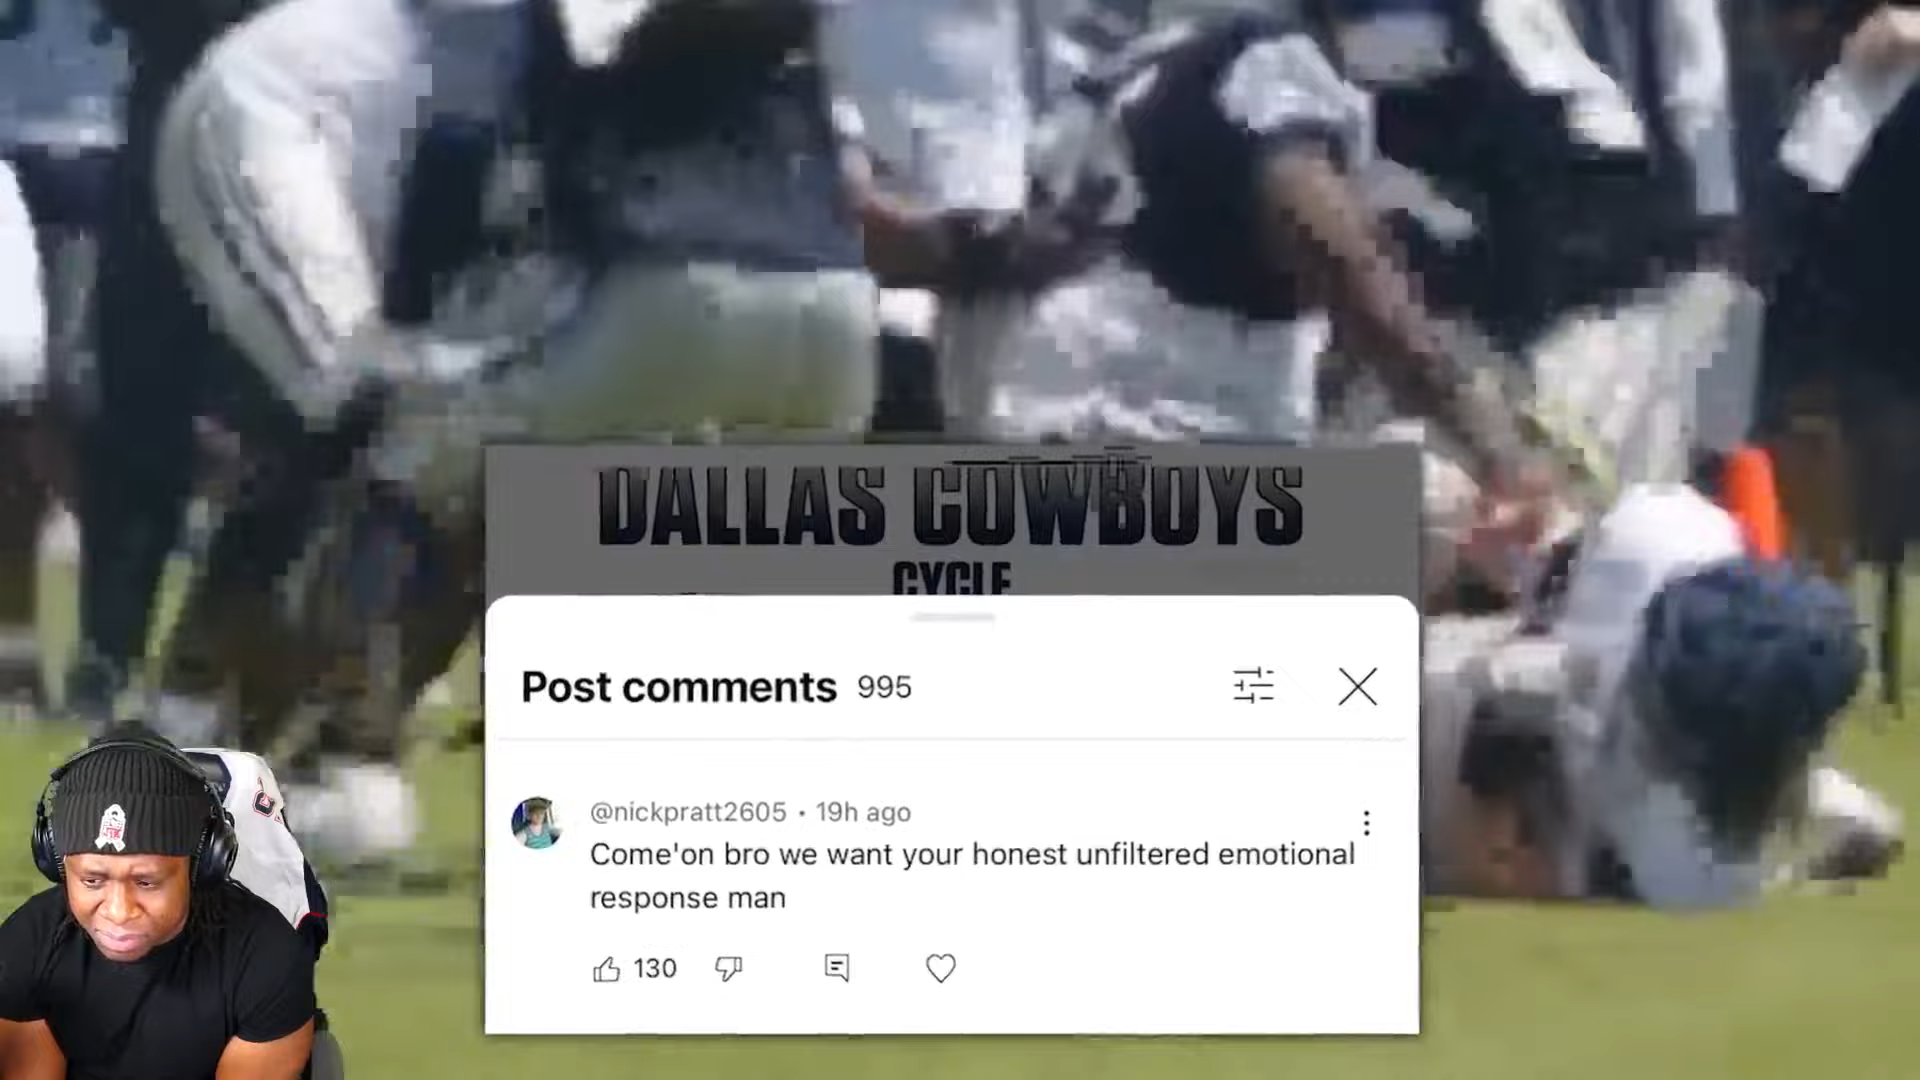 DALLAS COWBOYS
CYCLE
Post comments 995
@nickpratt2605 • 19h ago
Come'on bro we want your honest unfiltered emotional
response man
130